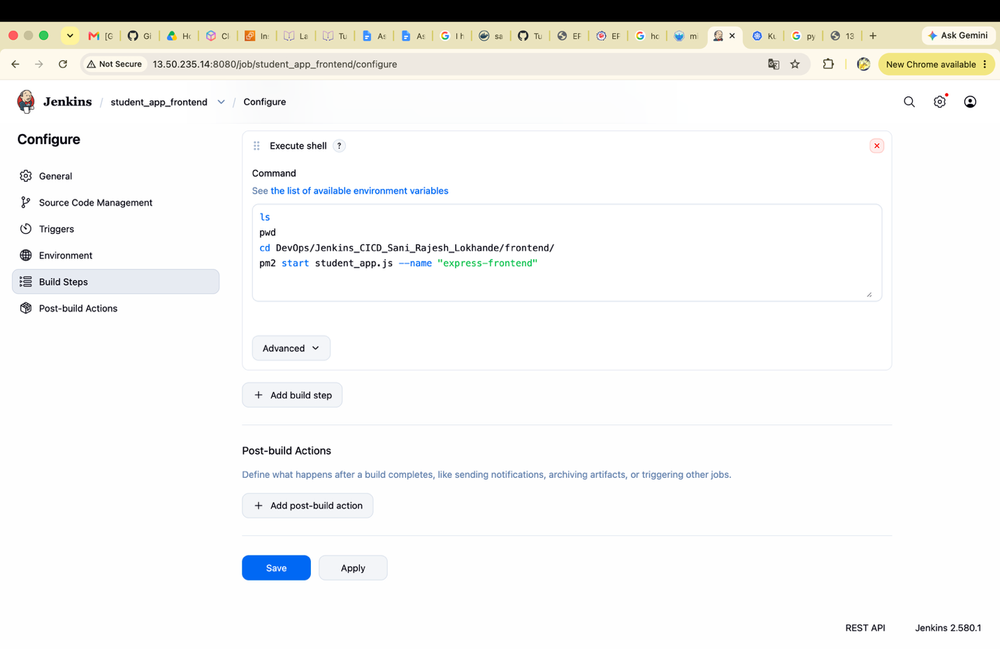 [G
Gi
Ho
Cl
In
La
Tu
As
As
I h
sa
Tu
EF
EF
ho
mi
Ku
py
13
Ask Gemini
Not Secure
13.50.235.14:8080/job/student_app_frontend/configure
New Chrome available
Jenkins / student_app_frontend / Configure
Configure
General
Source Code Management
Triggers
Environment
Build Steps
Post-build Actions
Execute shell ?
Command
See the list of available environment variables
ls
pwd
cd DevOps/Jenkins_CICD_Sani_Rajesh_Lokhande/frontend/
pm2 start student_app.js --name "express-frontend"
Advanced
+ Add build step
Post-build Actions
Define what happens after a build completes, like sending notifications, archiving artifacts, or triggering other jobs.
+ Add post-build action
Save
Apply
REST API
Jenkins 2.580.1